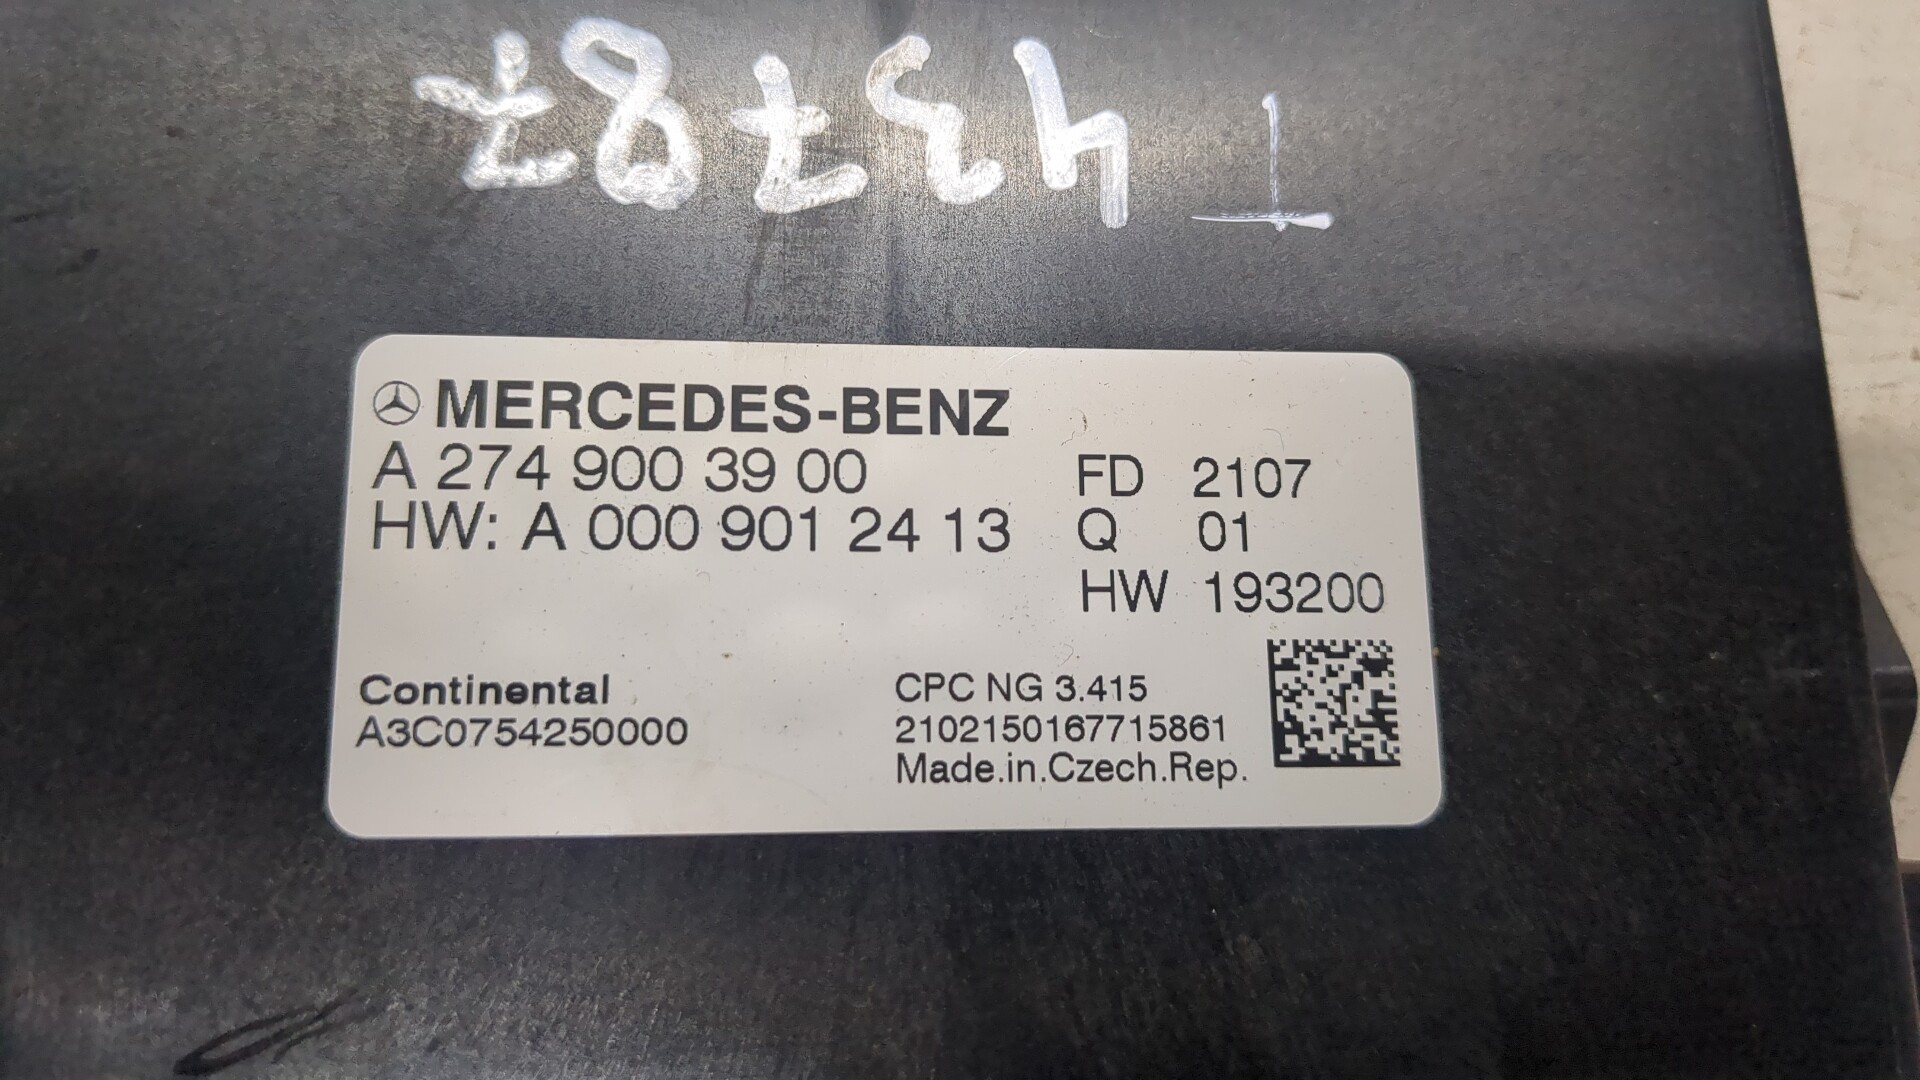 T43787
MERCEDES-BENZ
A 274 900 39 00
HW: A 000 901 24 13
FD 2107
Q 01
HW 193200
Continental
A3C0754250000
CPC NG 3.415
2102150167715861
Made.in.Czech.Rep.